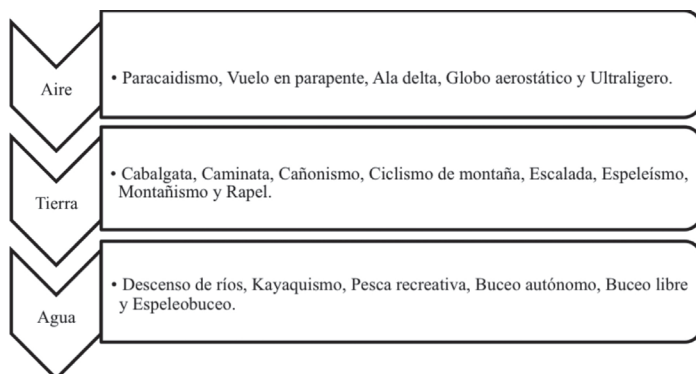 Aire
• Paracaidismo, Vuelo en parapente, Ala delta, Globo aerostático y Ultraligero.
Tierra
• Cabalgata, Caminata, Cañonismo, Ciclismo de montaña, Escalada, Espeleísmo,
Montañismo y Rapel.
Agua
• Descenso de ríos, Kayaquismo, Pesca recreativa, Buceo autónomo, Buceo libre
y Espeleobuceo.